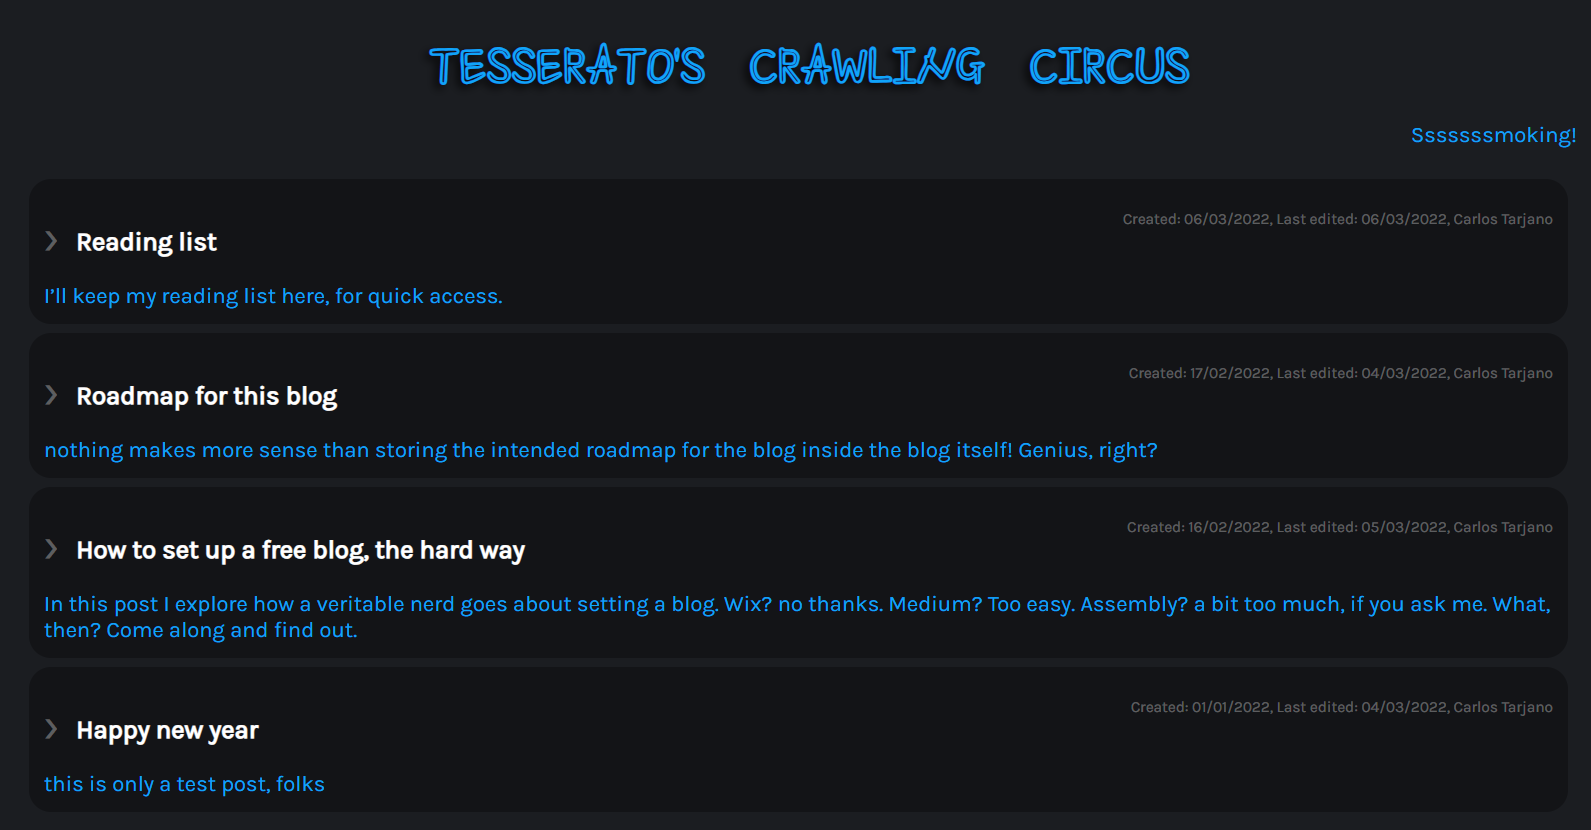 TESSERATO'S CRAWLING CIRCUS
Sssssssmoking!
Created: 06/03/2022, Last edited: 06/03/2022, Carlos Tarjano
Reading list
I’ll keep my reading list here, for quick access.
Created: 17/02/2022, Last edited: 04/03/2022, Carlos Tarjano
Roadmap for this blog
nothing makes more sense than storing the intended roadmap for the blog inside the blog itself! Genius, right?
Created: 16/02/2022, Last edited: 05/03/2022, Carlos Tarjano
How to set up a free blog, the hard way
In this post I explore how a veritable nerd goes about setting a blog. Wix? no thanks. Medium? Too easy. Assembly? a bit too much, if you ask me. What,
then? Come along and find out.
Created: 01/01/2022, Last edited: 04/03/2022, Carlos Tarjano
Happy new year
this is only a test post, folks